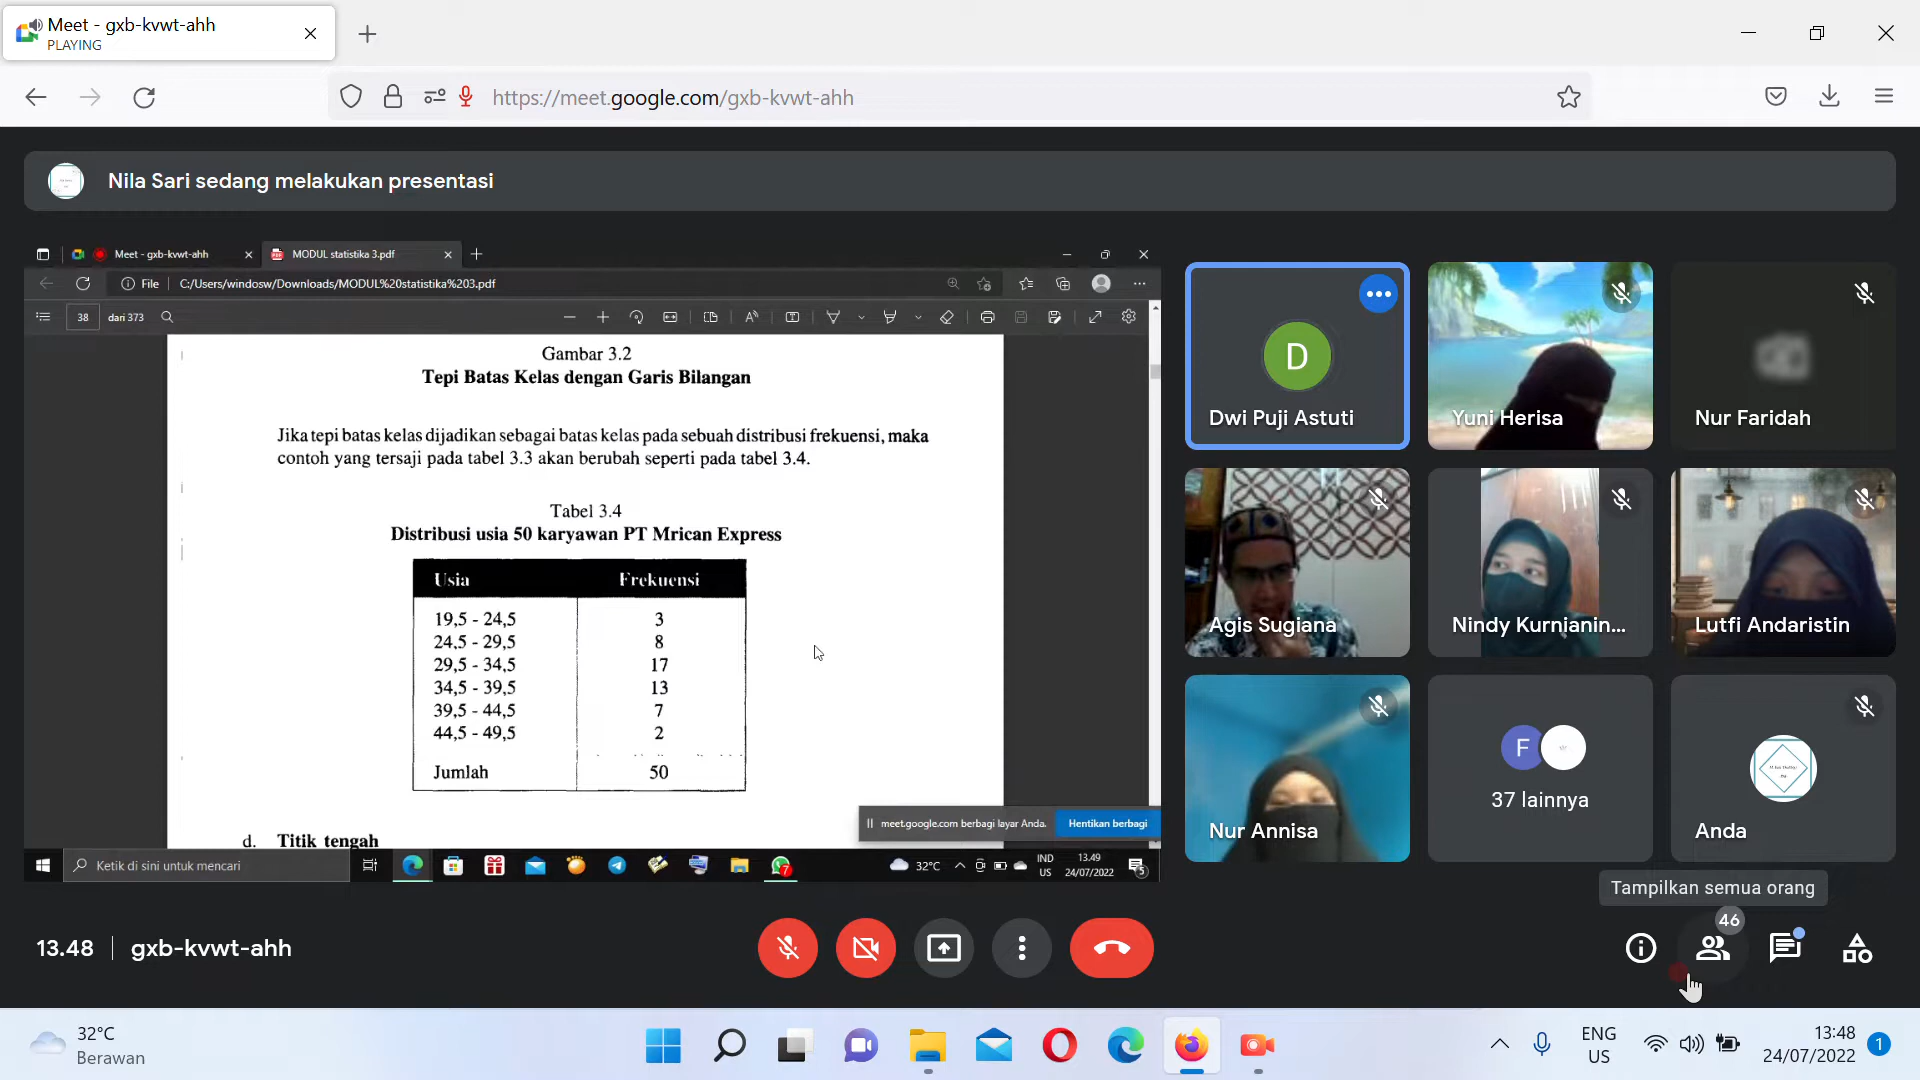 Meet - gxb-kvwt-ahh
PLAYING
https://meet.google.com/gxb-kvwt-ahh
Nila Sari sedang melakukan presentasi
Meet - gxb-kvwt-ahh
MODUL statistika 3.pdf
File
C:/Users/windosw/Downloads/MODUL%20statistika%203.pdf
38 dari 373
Gambar 3.2
Tepi Batas Kelas dengan Garis Bilangan
Jika tepi batas kelas dijadikan sebagai batas kelas pada sebuah distribusi frekuensi, maka
contoh yang tersaji pada tabel 3.3 akan berubah seperti pada tabel 3.4.
Tabel 3.4
Distribusi usia 50 karyawan PT Mrican Express
Usia Frekuensi
19,5 - 24,5 3
24,5 - 29,5 8
29,5 - 34,5 17
34,5 - 39,5 13
39,5 - 44,5 7
44,5 - 49,5 2
Jumlah 50
d. Titik tengah
meet.google.com berbagi layar Anda.
Hentikan berbagi
Ketik di sini untuk mencari
7
32°C
IND
US
13.49
24/07/2022
5
D
Dwi Puji Astuti
Yuni Herisa
Nur Faridah
Agis Sugiana
Nindy Kurnianin...
Lutfi Andaristin
Nur Annisa
F
37 lainnya
Anda
Tampilkan semua orang
46
13.48
gxb-kvwt-ahh
32°C
Berawan
ENG
US
13:48
24/07/2022
1